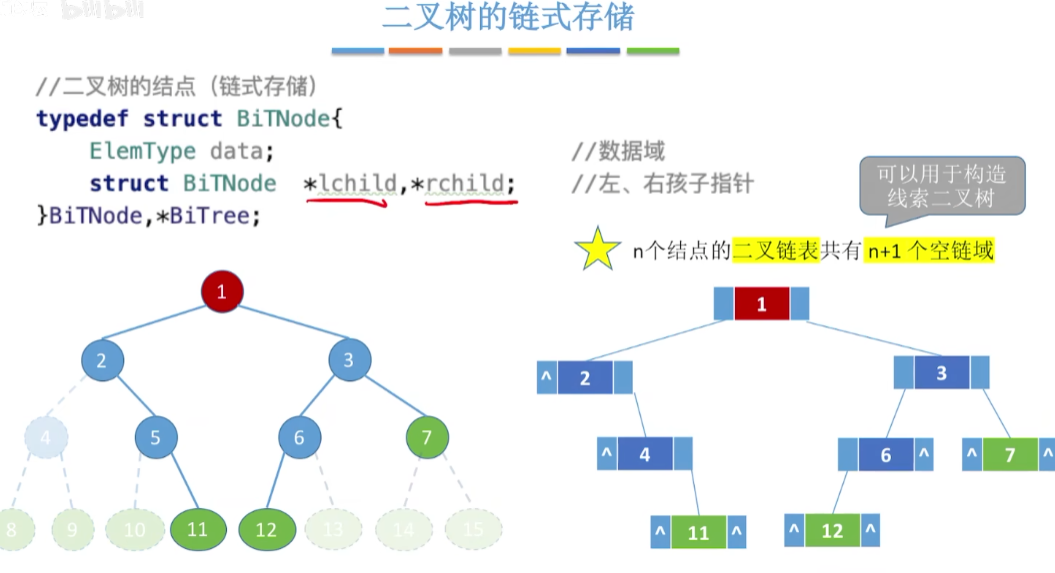 bilibili
二叉树的链式存储
//二叉树的结点（链式存储）
typedef struct BiTNode{
ElemType data; //数据域
struct BiTNode *lchild,*rchild; //左、右孩子指针
}BiTNode,*BiTree;
可以用于构造
线索二叉树
n个结点的二叉链表共有 n+1 个空链域
1
2 3
4 5 6 7
8 9 10 11 12 13 14 15
1
^ 2 3
^ 4 6 ^ ^ 7 ^
^ 11 ^ ^ 12 ^